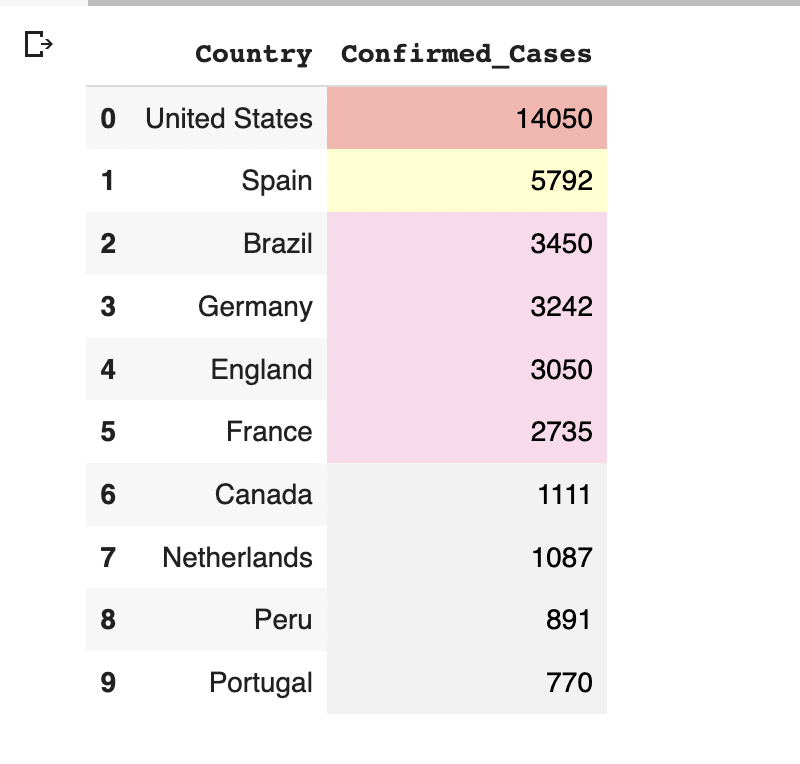 Country Confirmed_Cases
0 United States 14050
1 Spain 5792
2 Brazil 3450
3 Germany 3242
4 England 3050
5 France 2735
6 Canada 1111
7 Netherlands 1087
8 Peru 891
9 Portugal 770